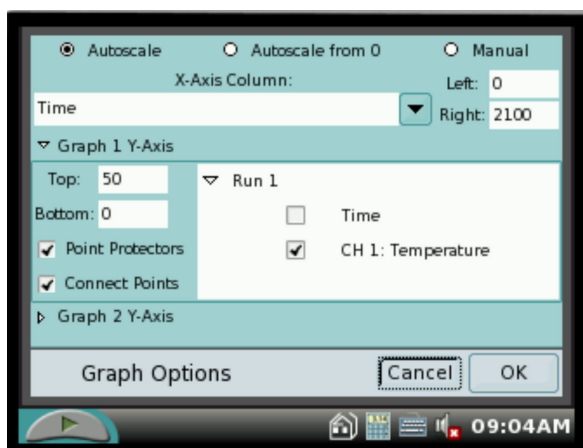 Autoscale Autoscale from 0 Manual
X-Axis Column: Left: 0
Time Right: 2100
Graph 1 Y-Axis
Top: 50 Run 1
Bottom: 0 Time
Point Protectors CH 1: Temperature
Connect Points
Graph 2 Y-Axis
Graph Options Cancel OK
09:04AM